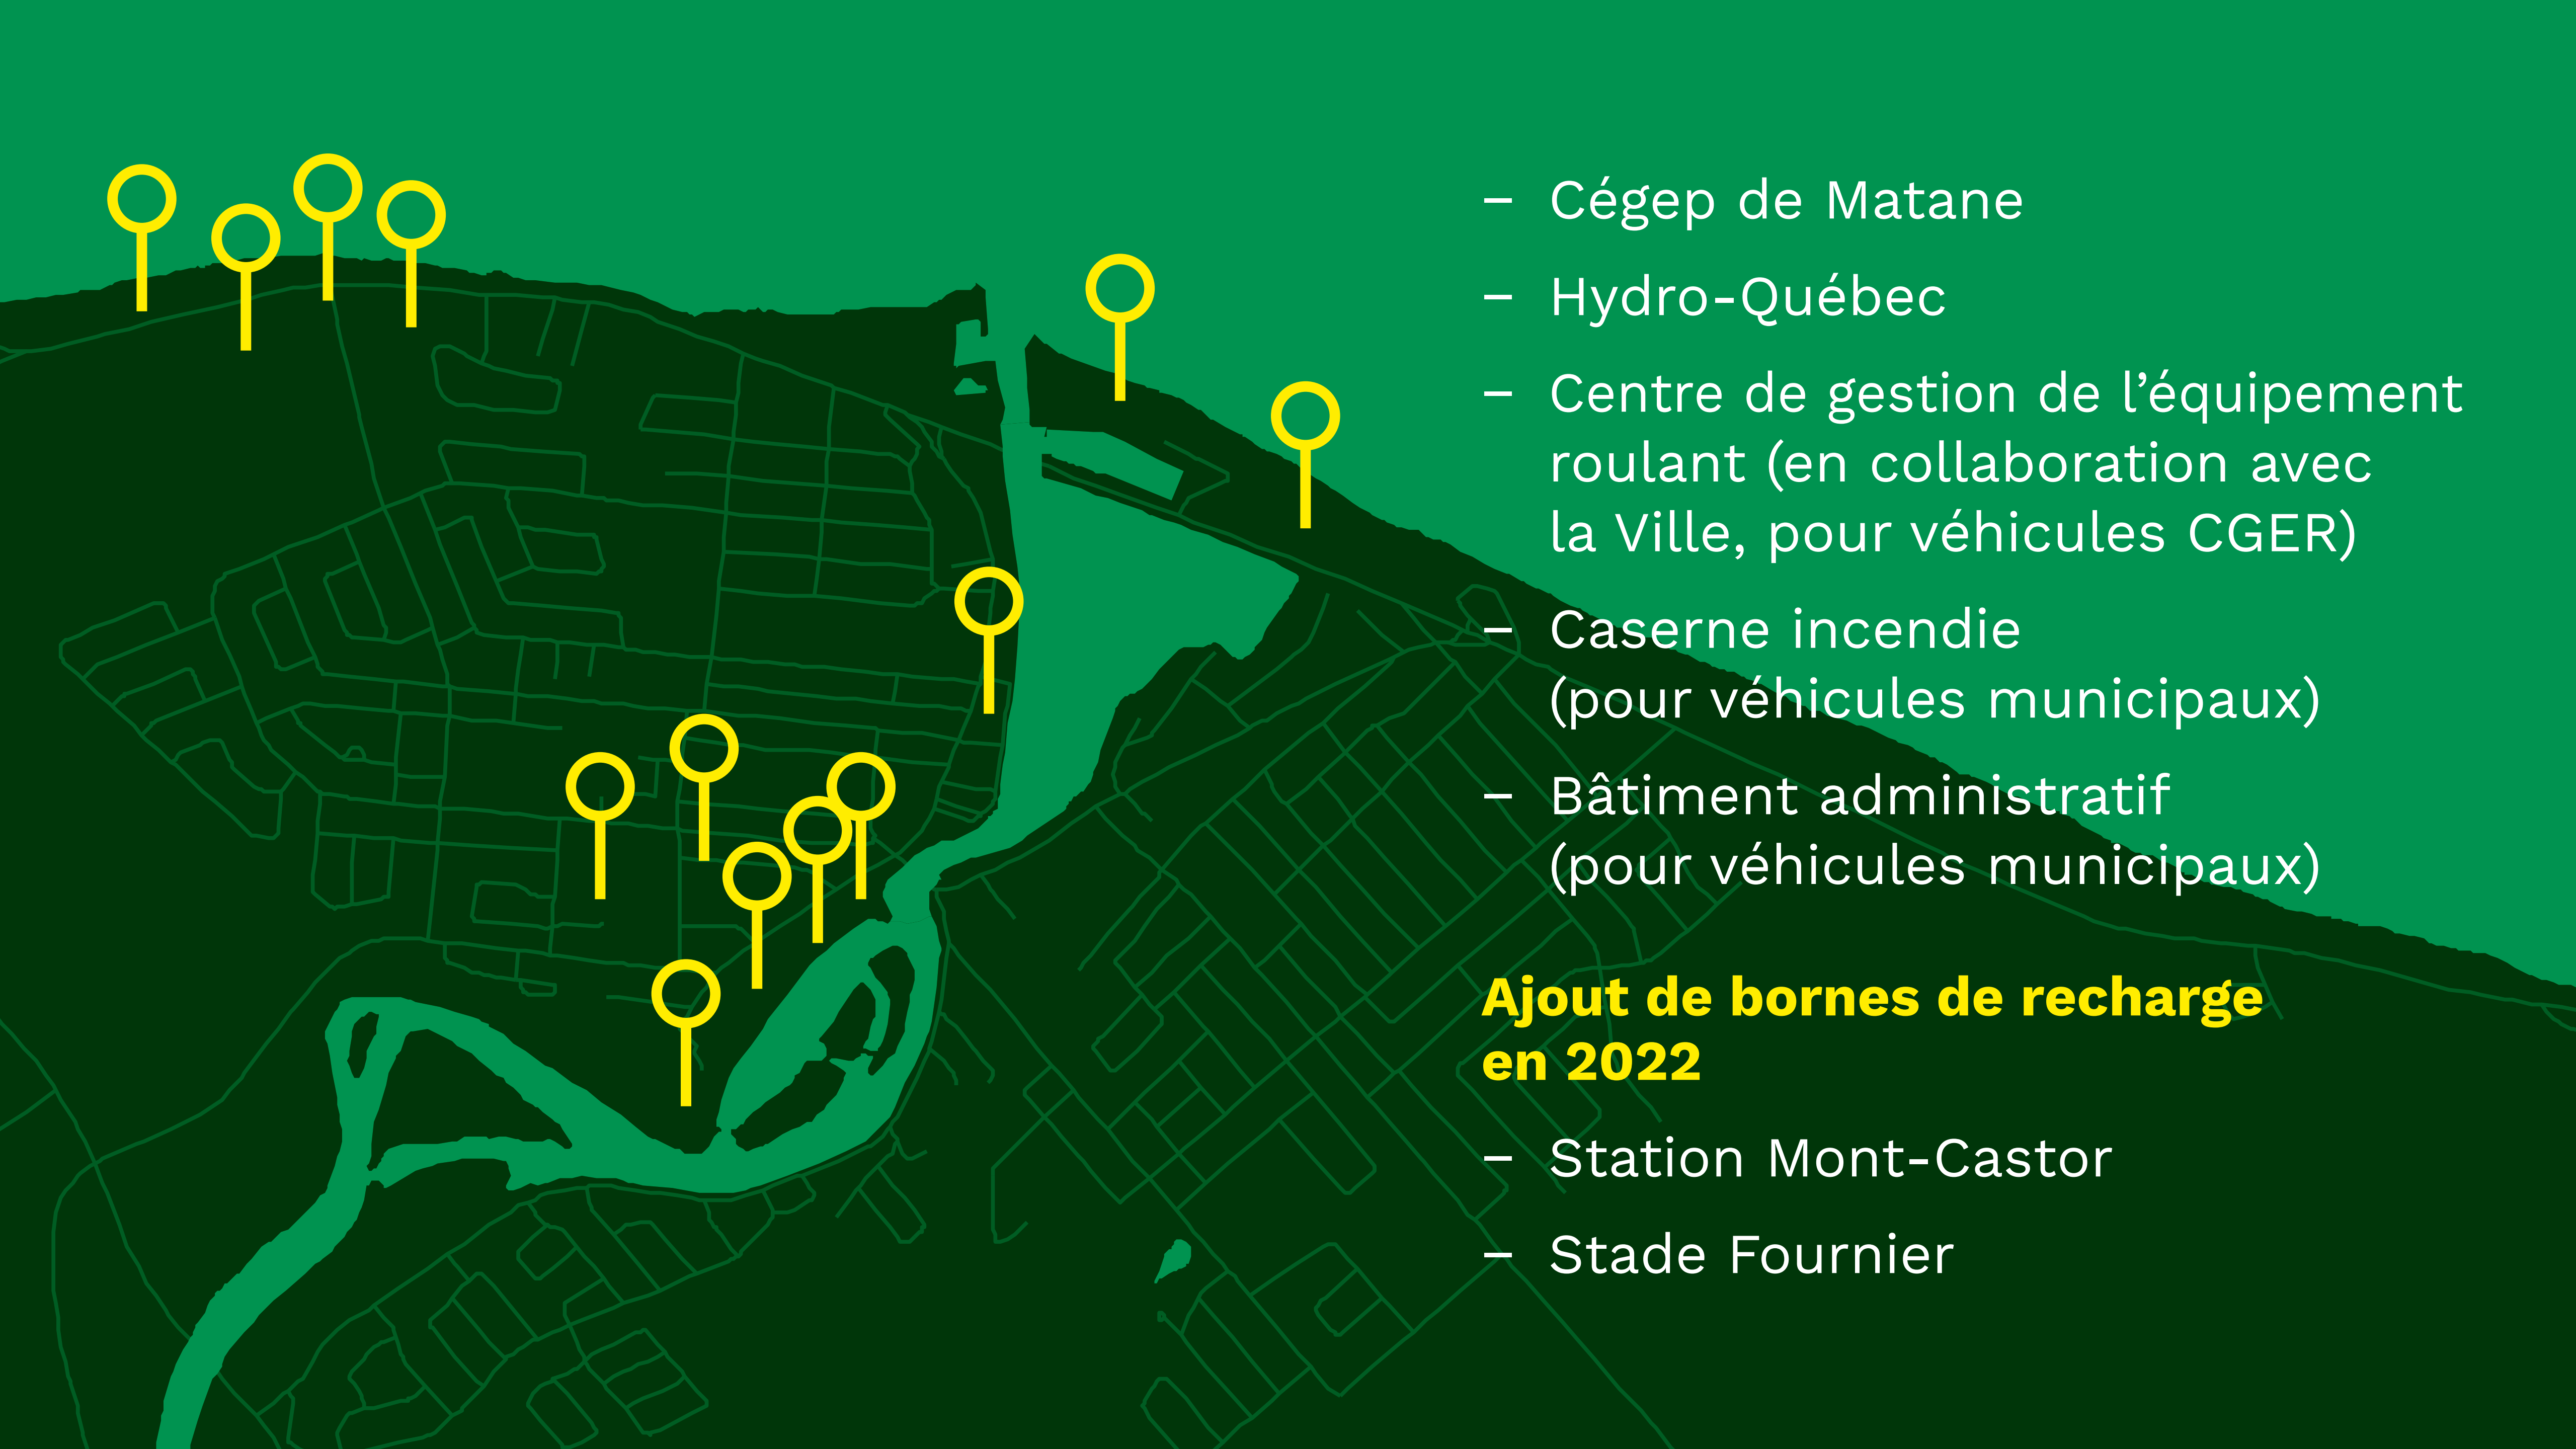 – Cégep de Matane
– Hydro-Québec
– Centre de gestion de l’équipement
roulant (en collaboration avec
la Ville, pour véhicules CGER)
– Caserne incendie
(pour véhicules municipaux)
– Bâtiment administratif
(pour véhicules municipaux)
Ajout de bornes de recharge
en 2022
– Station Mont-Castor
– Stade Fournier